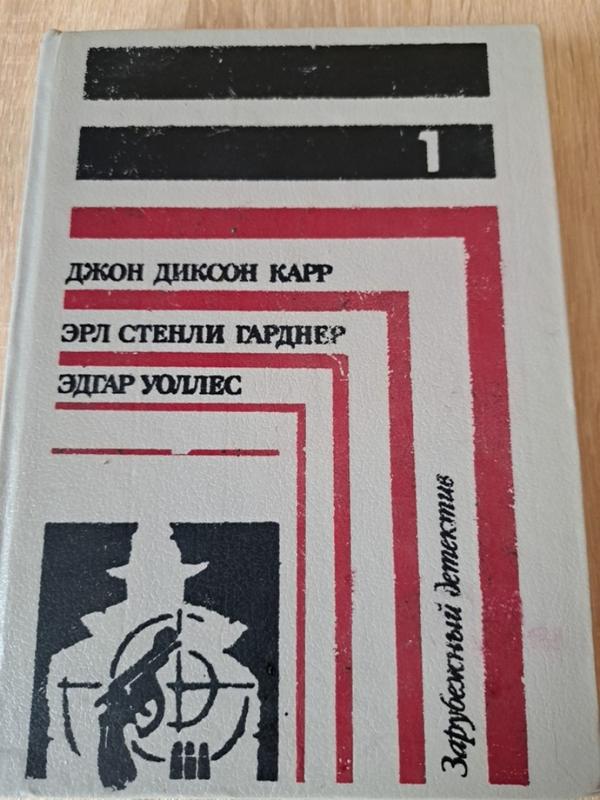 1
ДЖОН ДИКСОН КАРР
ЭРЛ СТЕНЛИ ГАРДНЕР
ЭДГАР УОЛЛЕС
Зарубежный детектив